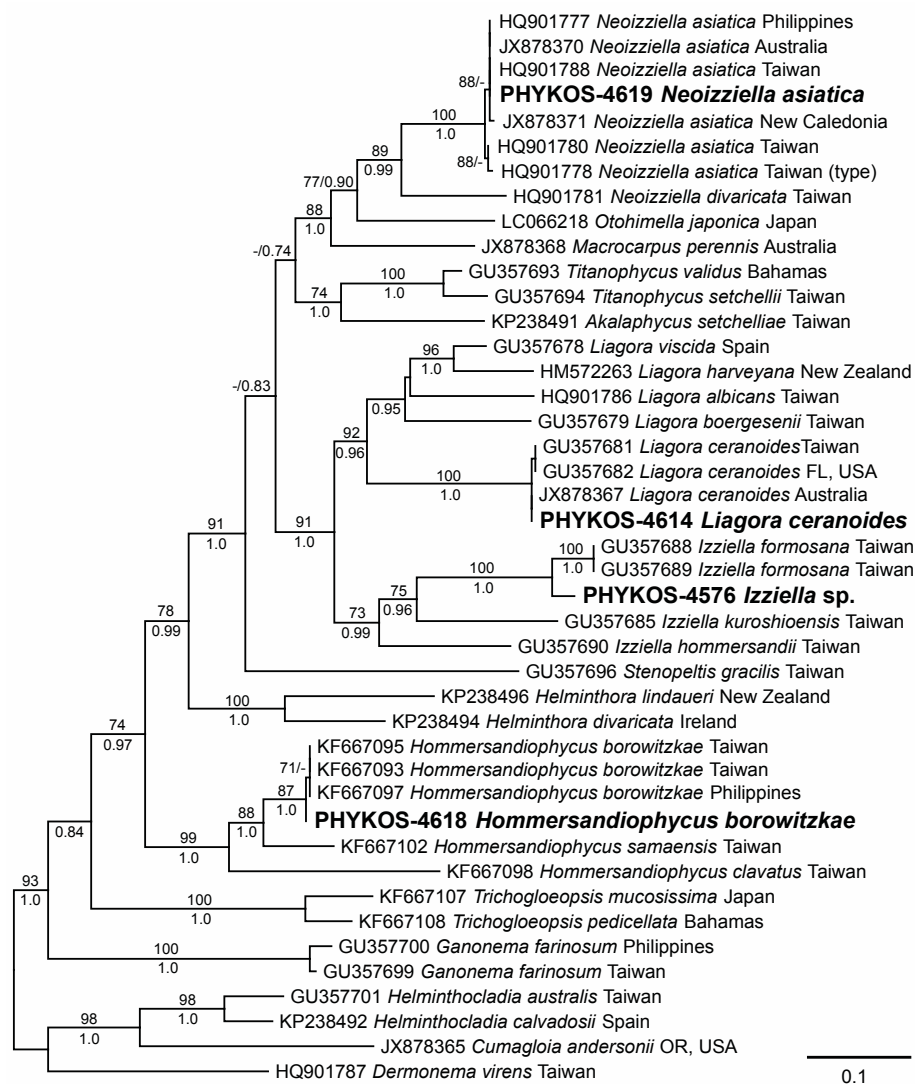 HQ901777 Neoizziella asiatica Philippines
JX878370 Neoizziella asiatica Australia
HQ901788 Neoizziella asiatica Taiwan
88/-
PHYKOS-4619 Neoizziella asiatica
100
JX878371 Neoizziella asiatica New Caledonia
1.0
HQ901780 Neoizziella asiatica Taiwan
89
88/-
0.99
HQ901778 Neoizziella asiatica Taiwan (type)
77/0.90
HQ901781 Neoizziella divaricata Taiwan
88
1.0
LC066218 Otohimella japonica Japan
JX878368 Macrocarpus perennis Australia
-/0.74
100
GU357693 Titanophycus validus Bahamas
74
1.0
GU357694 Titanophycus setchellii Taiwan
1.0
KP238491 Akalaphycus setchelliae Taiwan
96
GU357678 Liagora viscida Spain
1.0
HM572263 Liagora harveyana New Zealand
-/0.83
HQ901786 Liagora albicans Taiwan
0.95
GU357679 Liagora boergesenii Taiwan
92
0.96
GU357681 Liagora ceranoidesTaiwan
GU357682 Liagora ceranoides FL, USA
100
1.0
JX878367 Liagora ceranoides Australia
PHYKOS-4614 Liagora ceranoides
91
91
1.0
1.0
100
GU357688 Izziella formosana Taiwan
1.0
GU357689 Izziella formosana Taiwan
100
1.0
PHYKOS-4576 Izziella sp.
75
0.96
78
73
GU357685 Izziella kuroshioensis Taiwan
0.99
0.99
GU357690 Izziella hommersandii Taiwan
GU357696 Stenopeltis gracilis Taiwan
100
KP238496 Helminthora lindaueri New Zealand
1.0
KP238494 Helminthora divaricata Ireland
74
0.97
KF667095 Hommersandiophycus borowitzkae Taiwan
71/-
KF667093 Hommersandiophycus borowitzkae Taiwan
87
KF667097 Hommersandiophycus borowitzkae Philippines
1.0
88
PHYKOS-4618 Hommersandiophycus borowitzkae
0.84
1.0
99
KF667102 Hommersandiophycus samaensis Taiwan
1.0
KF667098 Hommersandiophycus clavatus Taiwan
93
1.0
100
KF667107 Trichogloeopsis mucosissima Japan
1.0
KF667108 Trichogloeopsis pedicellata Bahamas
100
GU357700 Ganonema farinosum Philippines
1.0
GU357699 Ganonema farinosum Taiwan
98
GU357701 Helminthocladia australis Taiwan
98
1.0
KP238492 Helminthocladia calvadosii Spain
1.0
JX878365 Cumagloia andersonii OR, USA
HQ901787 Dermonema virens Taiwan
0.1